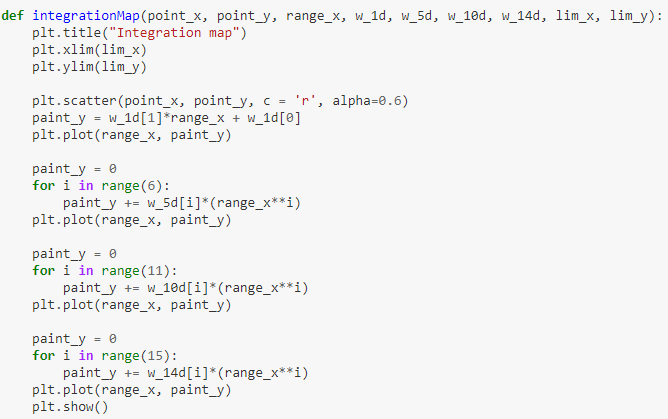 def integrationMap(point_x, point_y, range_x, w_1d, w_5d, w_10d, w_14d, lim_x, lim_y):
    plt.title("Integration map")
    plt.xlim(lim_x)
    plt.ylim(lim_y)

    plt.scatter(point_x, point_y, c = 'r', alpha=0.6)
    paint_y = w_1d[1]*range_x + w_1d[0]
    plt.plot(range_x, paint_y)

    paint_y = 0
    for i in range(6):
        paint_y += w_5d[i]*(range_x**i)
    plt.plot(range_x, paint_y)

    paint_y = 0
    for i in range(11):
        paint_y += w_10d[i]*(range_x**i)
    plt.plot(range_x, paint_y)

    paint_y = 0
    for i in range(15):
        paint_y += w_14d[i]*(range_x**i)
    plt.plot(range_x, paint_y)
    plt.show()